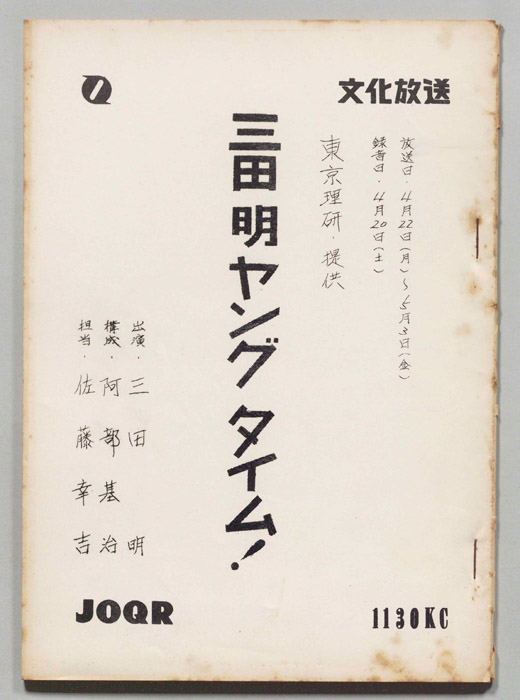 文化放送
放送日・4月22日(月)~5月3日(金)
録音日・4月20日(土)
東京理研・提供
三田 明 ヤング タイム!
出演・三田 明
構成・阿部基治
担当・佐藤幸吉
JOQR
1130KC